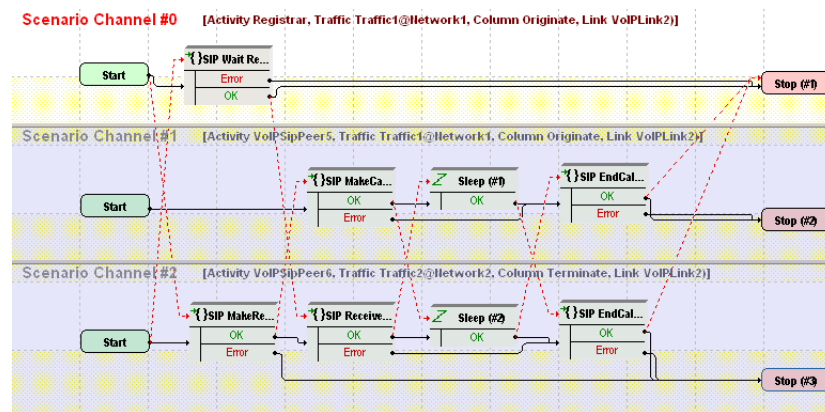 Scenario Channel #0 [Activity Registrar, Traffic Traffic1@Network1, Column Originate, Link VoIPLink2)]
{}SIP Wait Re...
Start
Error
OK
Stop (#1)
Scenario Channel #1 [Activity VoIPSipPeer5, Traffic Traffic1@Network1, Column Originate, Link VoIPLink2)]
{}SIP MakeCa...
Z Sleep (#1)
{}SIP EndCal...
OK
OK
OK
Start
Error
Error
Stop (#2)
Scenario Channel #2 [Activity VoIPSipPeer6, Traffic Traffic2@Network2, Column Terminate, Link VoIPLink2)]
{}SIP MakeRe...
{}SIP Receive...
Z Sleep (#2)
{}SIP EndCal...
OK
OK
OK
OK
Start
Error
Error
Error
Stop (#3)